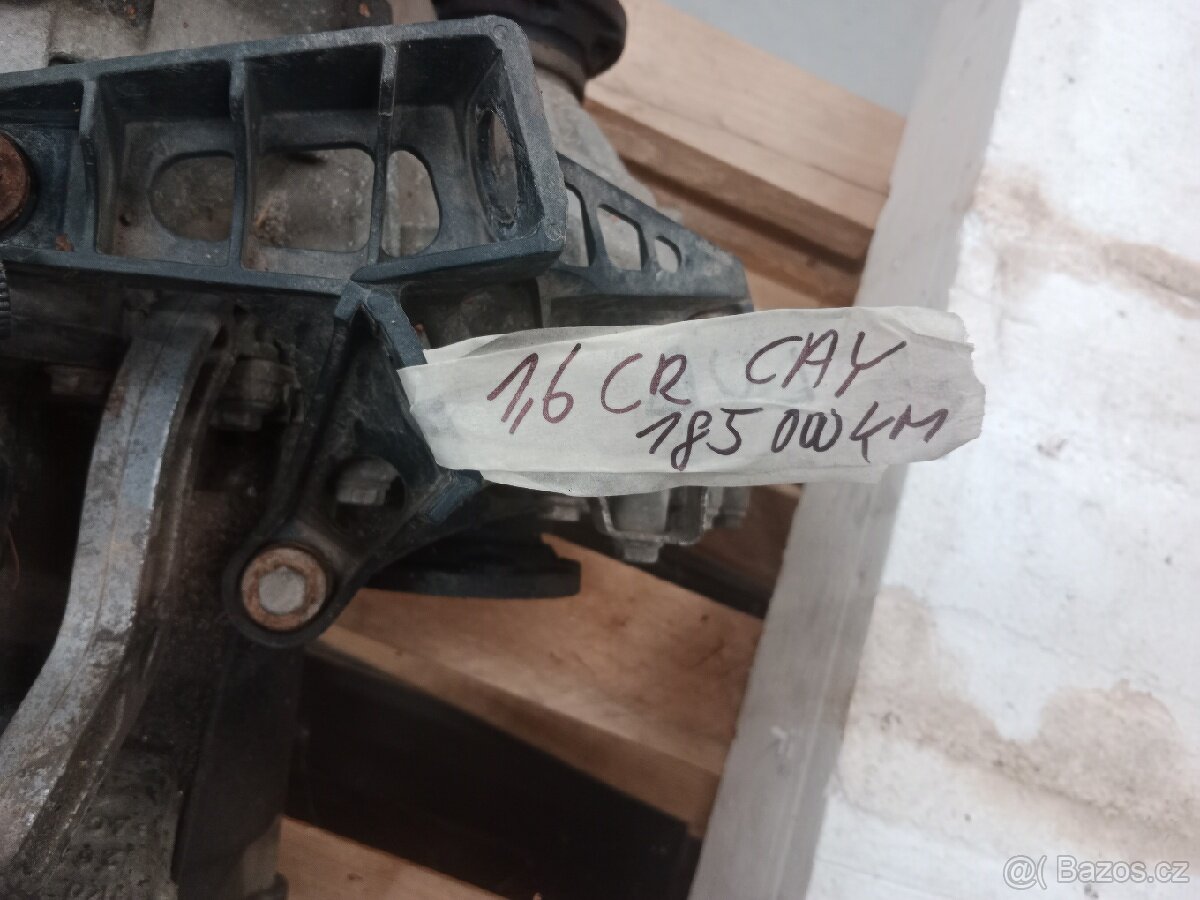 1,6 CR CAY
185 000 KM
@( Bazos.cz